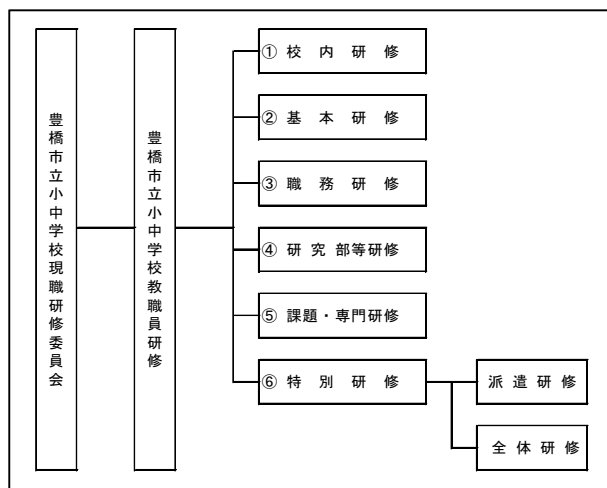 豊橋市立小中学校現職研修委員会
豊橋市立小中学校教職員研修
① 校内研修
② 基本研修
③ 職務研修
④ 研究部等研修
⑤ 課題・専門研修
⑥ 特別研修
派遣研修
全体研修